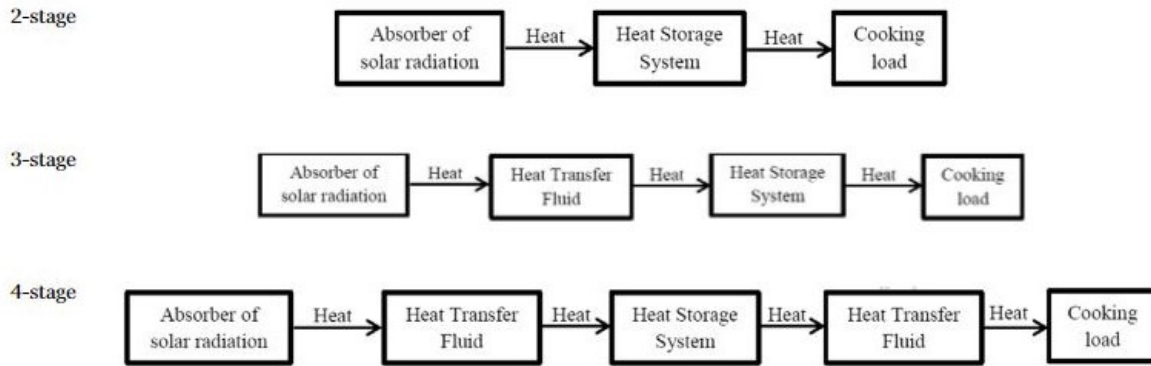 2-stage
Absorber of solar radiation
Heat
Heat Storage System
Heat
Cooking load
3-stage
Absorber of solar radiation
Heat
Heat Transfer Fluid
Heat
Heat Storage System
Heat
Cooking load
4-stage
Absorber of solar radiation
Heat
Heat Transfer Fluid
Heat
Heat Storage System
Heat
Heat Transfer Fluid
Heat
Cooking load